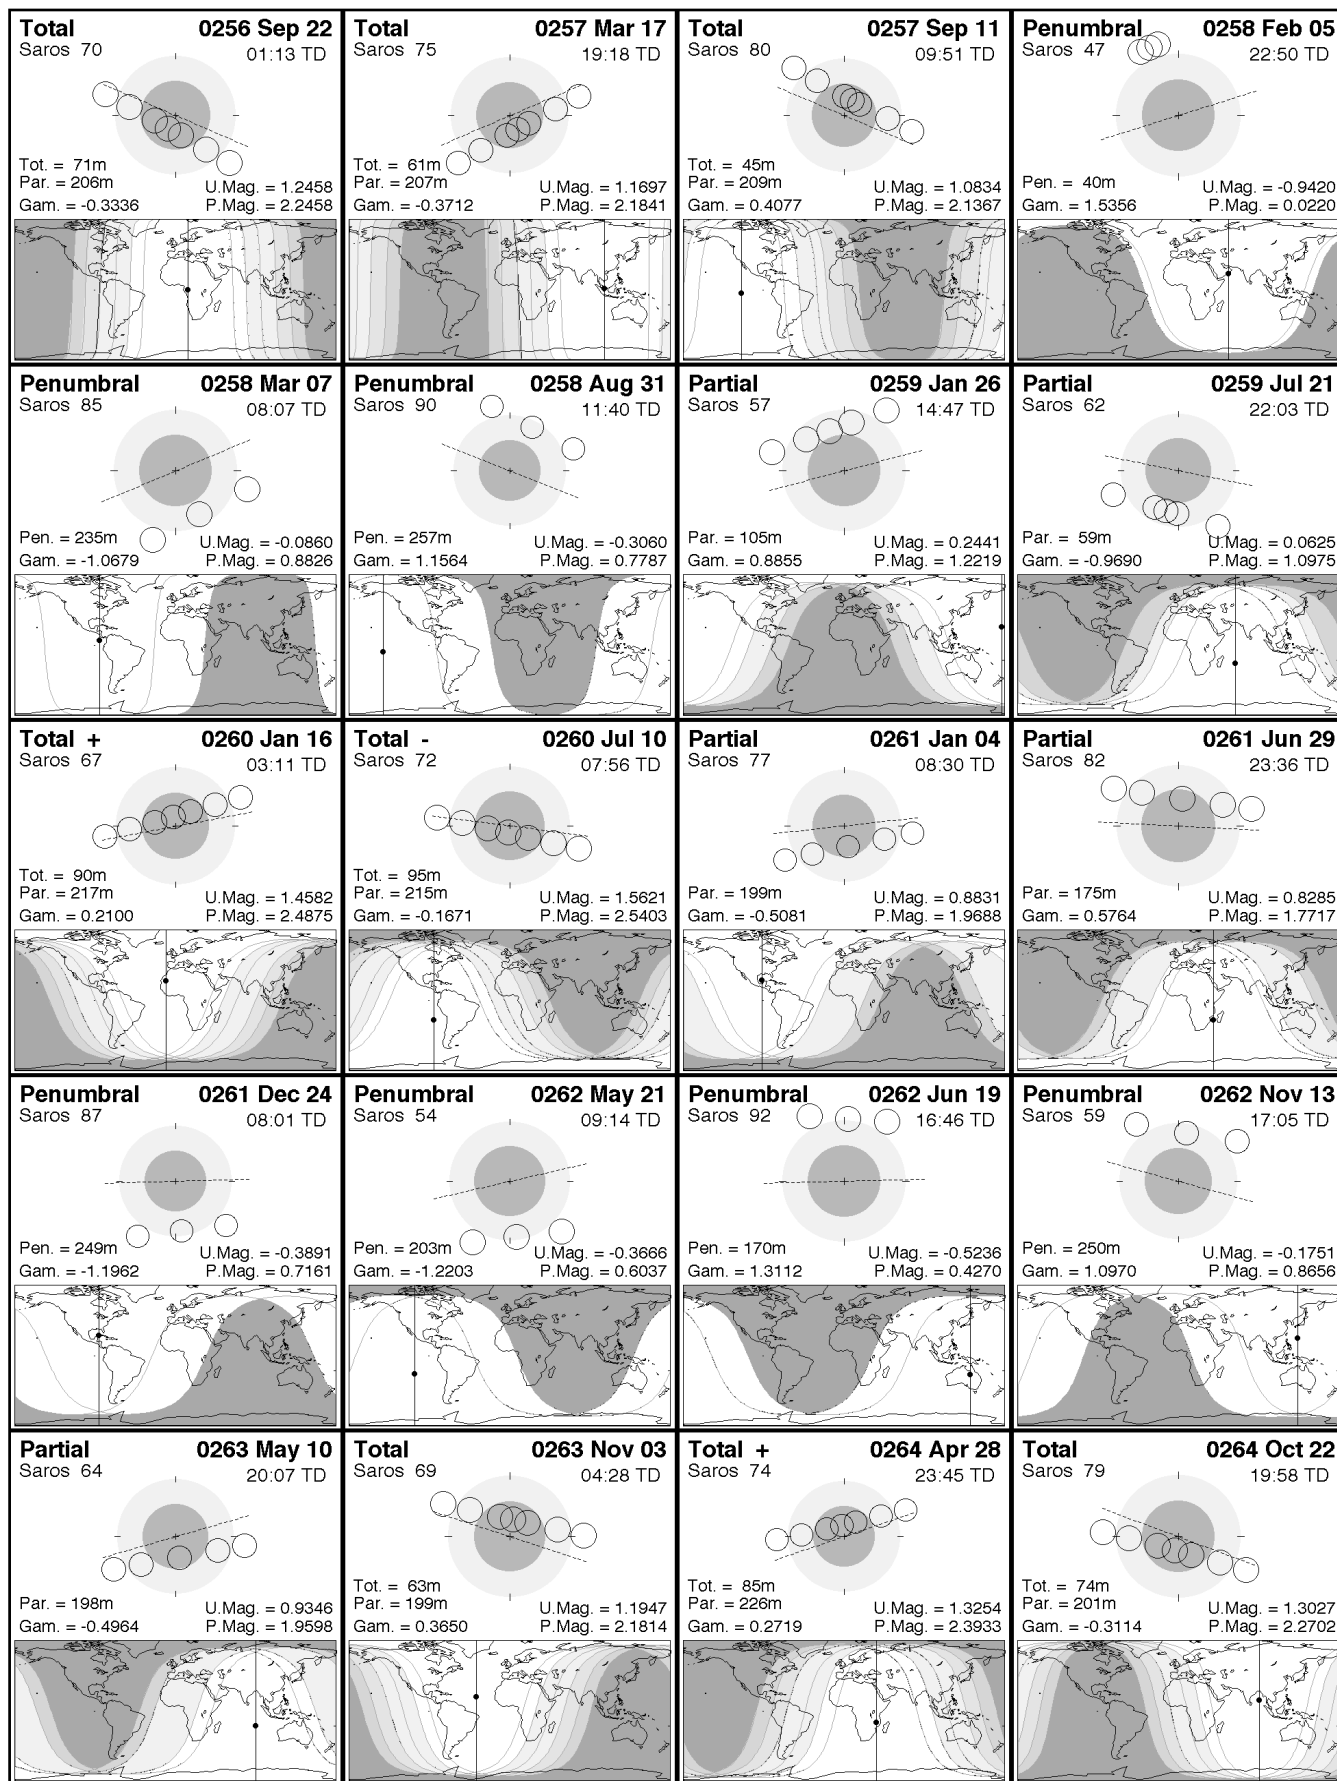 Total 0256 Sep 22
Saros 70 01:13 TD
Tot. = 71m
Par. = 206m U.Mag. = 1.2458
Gam. = -0.3336 P.Mag. = 2.2458
Total 0257 Mar 17
Saros 75 19:18 TD
Tot. = 61m
Par. = 207m U.Mag. = 1.1697
Gam. = -0.3712 P.Mag. = 2.1841
Total 0257 Sep 11
Saros 80 09:51 TD
Tot. = 45m
Par. = 209m U.Mag. = 1.0834
Gam. = 0.4077 P.Mag. = 2.1367
Penumbral 0258 Feb 05
Saros 47 22:50 TD
Pen. = 40m U.Mag. = -0.9420
Gam. = 1.5356 P.Mag. = 0.0220
Penumbral 0258 Mar 07
Saros 85 08:07 TD
Pen. = 235m U.Mag. = -0.0860
Gam. = -1.0679 P.Mag. = 0.8826
Penumbral 0258 Aug 31
Saros 90 11:40 TD
Pen. = 257m U.Mag. = -0.3060
Gam. = 1.1564 P.Mag. = 0.7787
Partial 0259 Jan 26
Saros 57 14:47 TD
Par. = 105m U.Mag. = 0.2441
Gam. = 0.8855 P.Mag. = 1.2219
Partial 0259 Jul 21
Saros 62 22:03 TD
Par. = 59m U.Mag. = 0.0625
Gam. = -0.9690 P.Mag. = 1.0975
Total + 0260 Jan 16
Saros 67 03:11 TD
Tot. = 90m
Par. = 217m U.Mag. = 1.4582
Gam. = 0.2100 P.Mag. = 2.4875
Total - 0260 Jul 10
Saros 72 07:56 TD
Tot. = 95m
Par. = 215m U.Mag. = 1.5621
Gam. = -0.1671 P.Mag. = 2.5403
Partial 0261 Jan 04
Saros 77 08:30 TD
Par. = 199m U.Mag. = 0.8831
Gam. = -0.5081 P.Mag. = 1.9688
Partial 0261 Jun 29
Saros 82 23:36 TD
Par. = 175m U.Mag. = 0.8285
Gam. = 0.5764 P.Mag. = 1.7717
Penumbral 0261 Dec 24
Saros 87 08:01 TD
Pen. = 249m U.Mag. = -0.3891
Gam. = -1.1962 P.Mag. = 0.7161
Penumbral 0262 May 21
Saros 54 09:14 TD
Pen. = 203m U.Mag. = -0.3666
Gam. = -1.2203 P.Mag. = 0.6037
Penumbral 0262 Jun 19
Saros 92 16:46 TD
Pen. = 170m U.Mag. = -0.5236
Gam. = 1.3112 P.Mag. = 0.4270
Penumbral 0262 Nov 13
Saros 59 17:05 TD
Pen. = 250m U.Mag. = -0.1751
Gam. = 1.0970 P.Mag. = 0.8656
Partial 0263 May 10
Saros 64 20:07 TD
Par. = 198m U.Mag. = 0.9346
Gam. = -0.4964 P.Mag. = 1.9598
Total 0263 Nov 03
Saros 69 04:28 TD
Tot. = 63m
Par. = 199m U.Mag. = 1.1947
Gam. = 0.3650 P.Mag. = 2.1814
Total + 0264 Apr 28
Saros 74 23:45 TD
Tot. = 85m
Par. = 226m U.Mag. = 1.3254
Gam. = 0.2719 P.Mag. = 2.3933
Total 0264 Oct 22
Saros 79 19:58 TD
Tot. = 74m
Par. = 201m U.Mag. = 1.3027
Gam. = -0.3114 P.Mag. = 2.2702